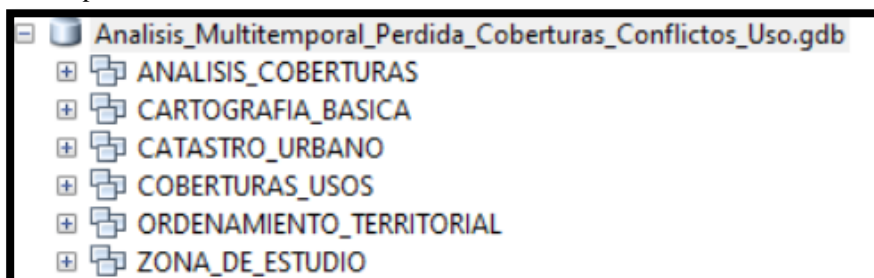 Analisis_Multitemporal_Perdida_Coberturas_Conflictos_Uso.gdb
ANALISIS_COBERTURAS
CARTOGRAFIA_BASICA
CATASTRO_URBANO
COBERTURAS_USOS
ORDENAMIENTO_TERRITORIAL
ZONA_DE_ESTUDIO